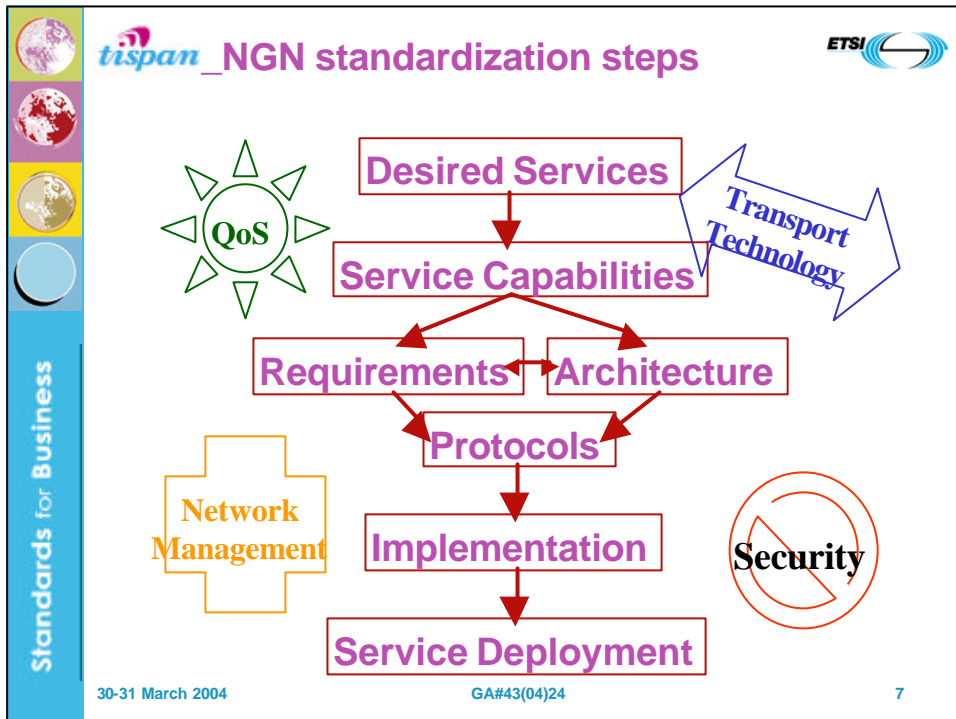 tispan_NGN standardization steps
ETSI
Desired Services
QoS
Transport
Technology
Service Capabilities
Requirements
Architecture
Protocols
Network
Management
Implementation
Security
Service Deployment
Standards for Business
30-31 March 2004
GA#43(04)24
7